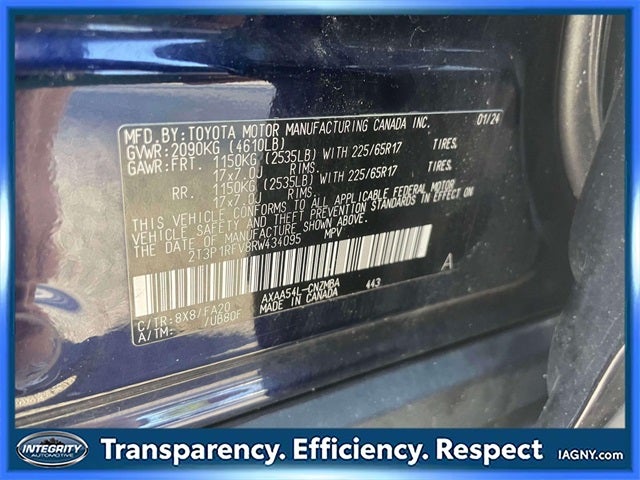 MFD.BY:TOYOTA MOTOR MANUFACTURING CANADA INC. 01/24
GVWR:2090KG (4610LB)
GAWR:FRT. 1150KG (2535LB) WITH 225/65R17 TIRES.
17x7.0J RIMS.
RR. 1150KG (2535LB) WITH 225/65R17 TIRES.
17x7.0J RIMS.
THIS VEHICLE CONFORMS TO ALL APPLICABLE FEDERAL MOTOR
VEHICLE SAFETY AND THEFT PREVENTION STANDARDS IN
EFFECT ON THE DATE OF MANUFACTURE SHOWN ABOVE.
2T3P1RFV8RW434095 MPV
C/TR:8X8/FA20 AXAA54L-CNZMBA 443 A
A/TM: /UB80F MADE IN CANADA
INTEGRITY
AUTOMOTIVE
Transparency. Efficiency. Respect
IAGNY.com